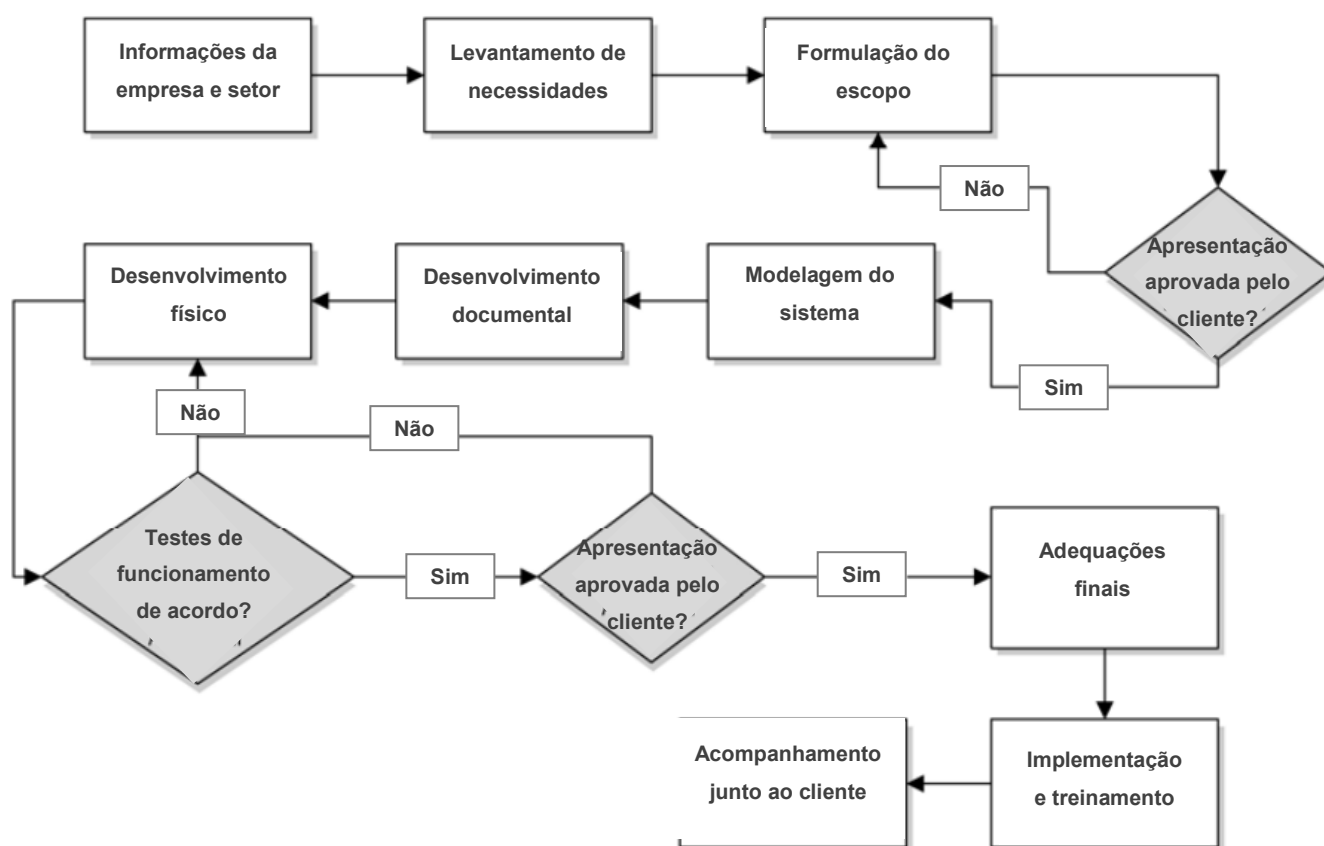 Informações da
empresa e setor
Levantamento de
necessidades
Formulação do
escopo
Não
Apresentação
aprovada pelo
cliente?
Sim
Modelagem do
sistema
Desenvolvimento
documental
Desenvolvimento
físico
Não
Não
Testes de
funcionamento
de acordo?
Sim
Apresentação
aprovada pelo
cliente?
Sim
Adequações
finais
Implementação
e treinamento
Acompanhamento
junto ao cliente